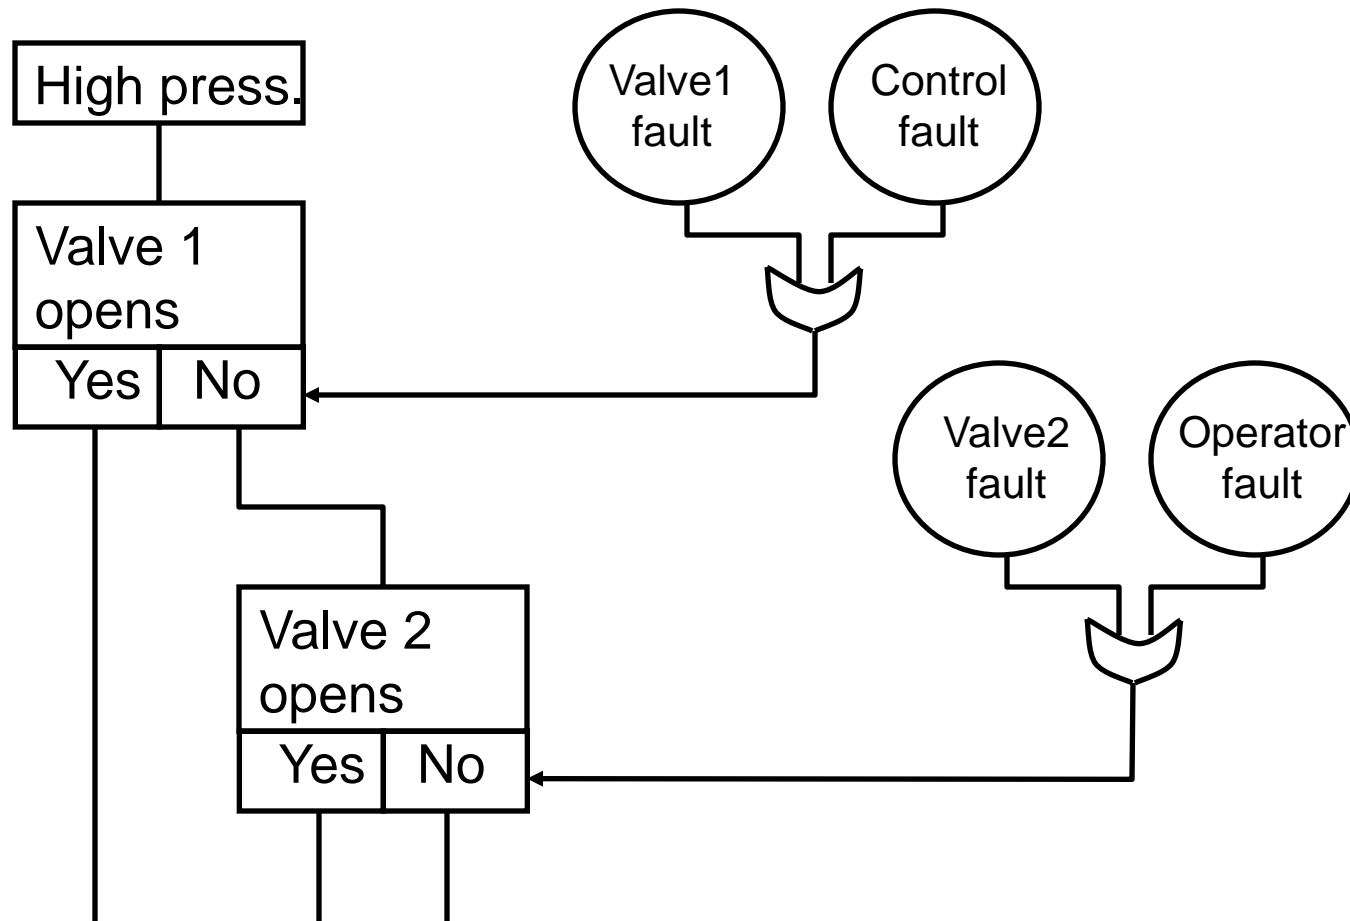 High press.
Valve1
fault
Control
fault
Valve 1
opens
Yes
No
Valve2
fault
Operator
fault
Valve 2
opens
Yes
No